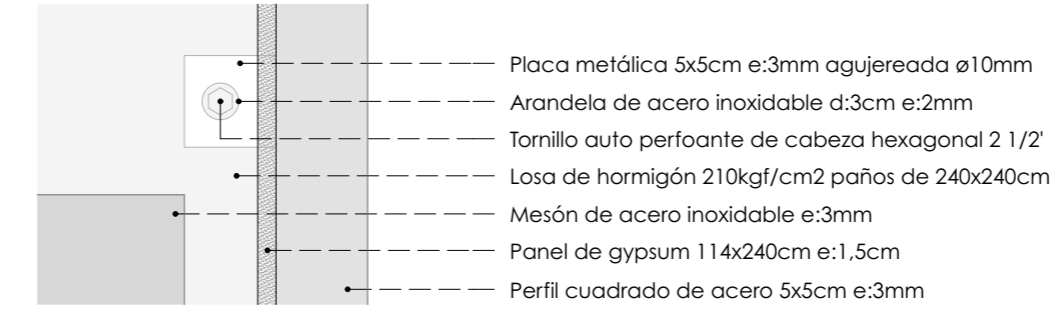 Placa metálica 5x5cm e:3mm agujereada ø10mm
Arandela de acero inoxidable d:3cm e:2mm
Tornillo auto perfoante de cabeza hexagonal 2 1/2'
Losa de hormigón 210kgf/cm2 paños de 240x240cm
Mesón de acero inoxidable e:3mm
Panel de gypsum 114x240cm e:1,5cm
Perfil cuadrado de acero 5x5cm e:3mm